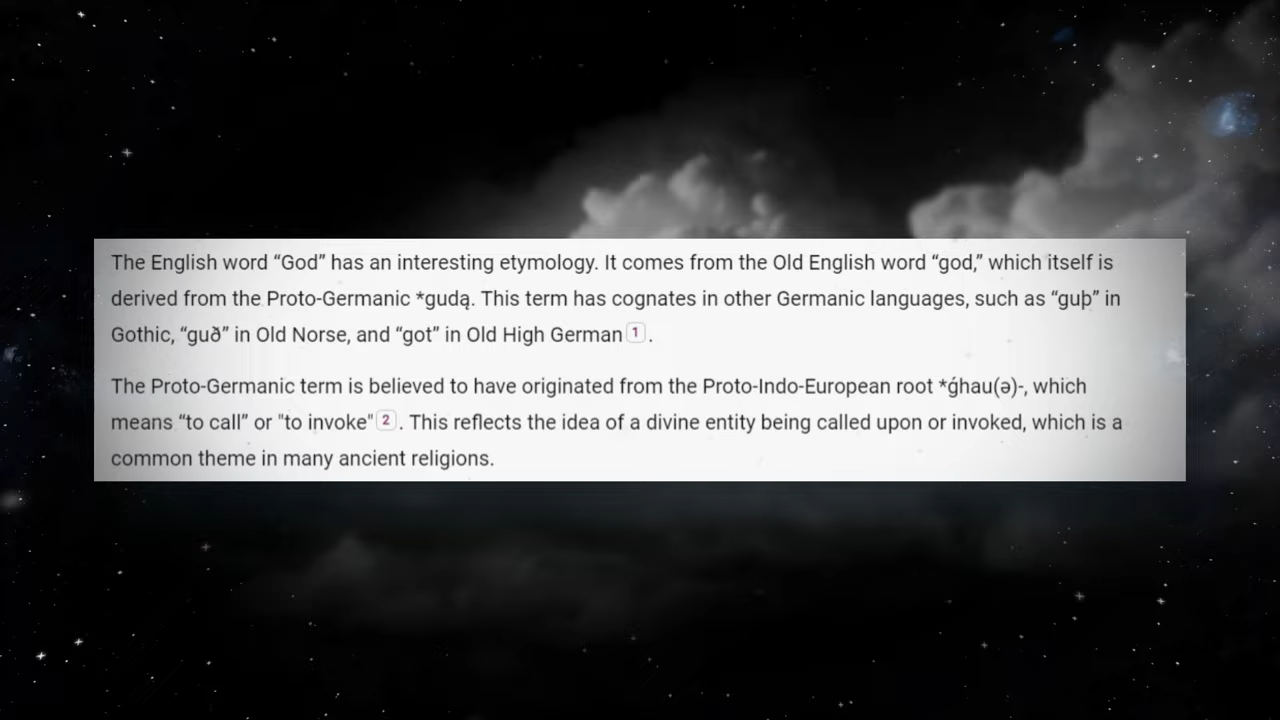 The English word “God” has an interesting etymology. It comes from the Old English word “god,” which itself is
derived from the Proto-Germanic *gudą. This term has cognates in other Germanic languages, such as “guþ” in
Gothic, “guð” in Old Norse, and “got” in Old High German 1 .
The Proto-Germanic term is believed to have originated from the Proto-Indo-European root *ǵhau(ə)-, which
means “to call” or "to invoke" 2 . This reflects the idea of a divine entity being called upon or invoked, which is a
common theme in many ancient religions.